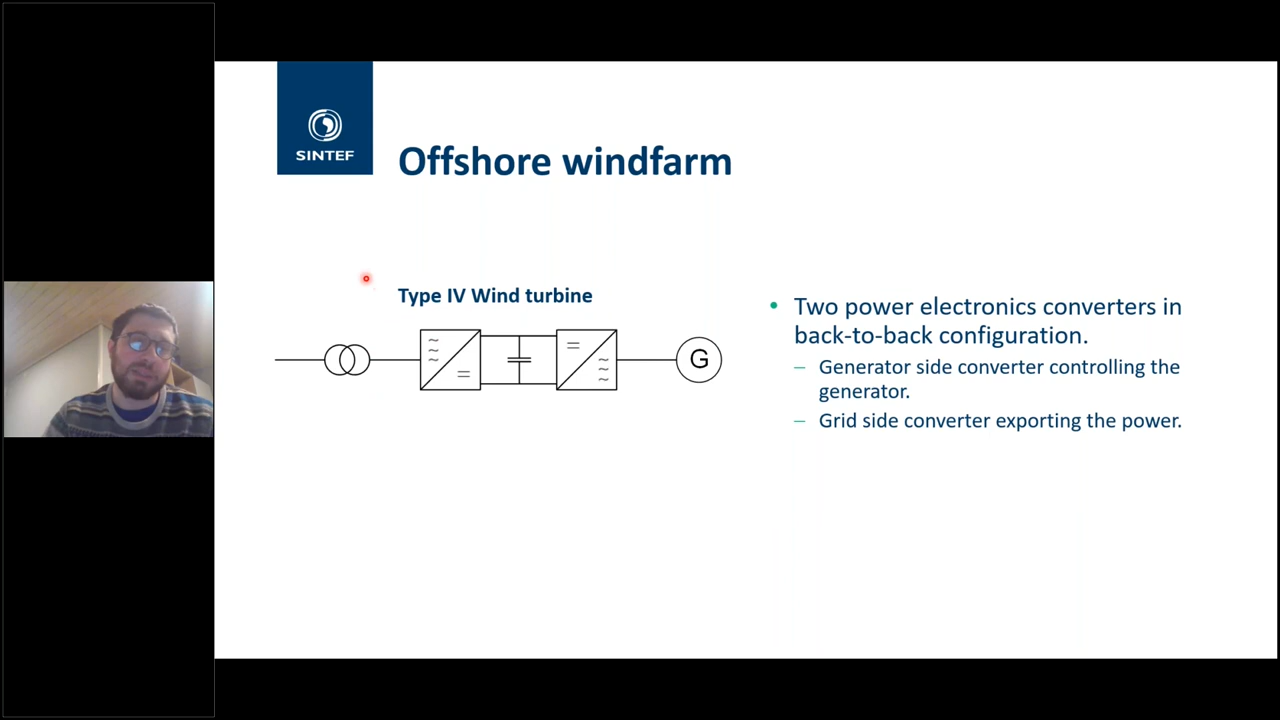 SINTEF
Offshore windfarm
Type IV Wind turbine
G
• Two power electronics converters in
back-to-back configuration.
– Generator side converter controlling the
generator.
– Grid side converter exporting the power.